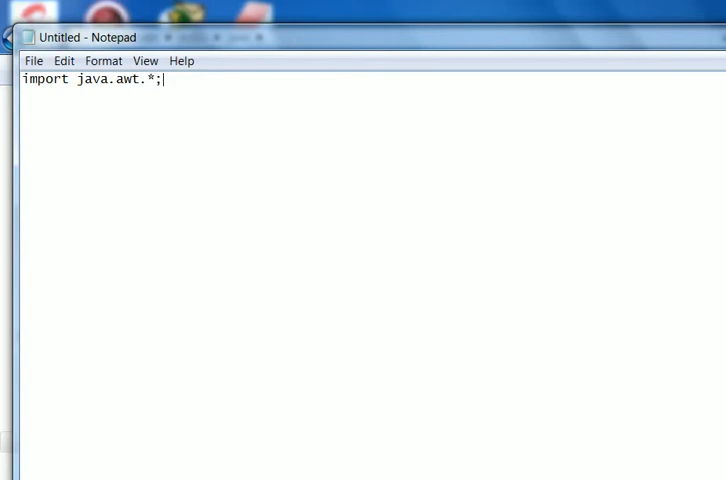 Untitled - Notepad
File Edit Format View Help
import java.awt.*;